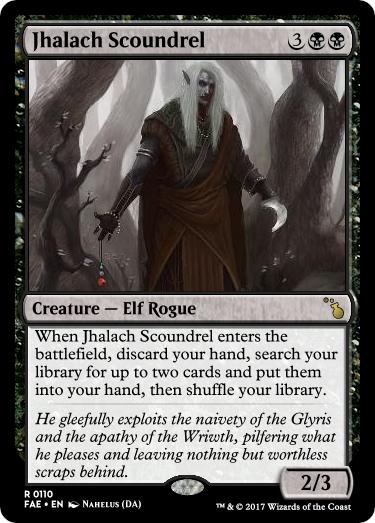 Jhalach Scoundrel 3
Creature — Elf Rogue
When Jhalach Scoundrel enters the
battlefield, discard your hand, search your
library for up to two cards and put them
into your hand, then shuffle your library.
He gleefully exploits the naivety of the Glyris
and the apathy of the Wriwth, pilfering what
he pleases and leaving nothing but worthless
scraps behind.
2/3
R 0110
FAE • EN NAHELUS (DA)
™ & © 2017 Wizards of the Coast